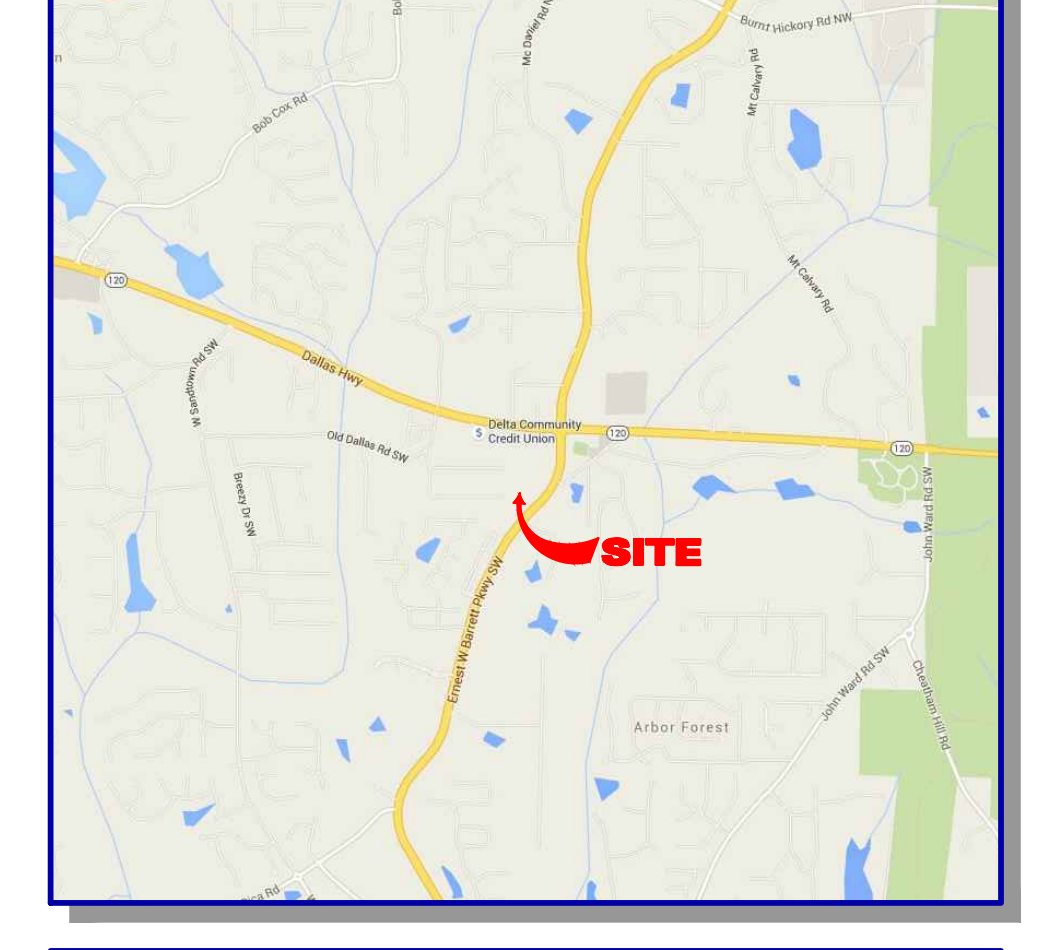 Burnt Hickory Rd NW
Mc Daniel Rd N
Mt Calvary Rd
Bob Cox Rd
120
Mt Calvary Rd
W Sandtown Rd SW
Dallas Hwy
Delta Community
Credit Union
$
120
120
Old Dallas Rd SW
Breezy Dr SW
John Ward Rd SW
SITE
Ernest W Barrett Pkwy SW
John Ward Rd SW
Cheatham Hill Rd
Arbor Forest
Rd